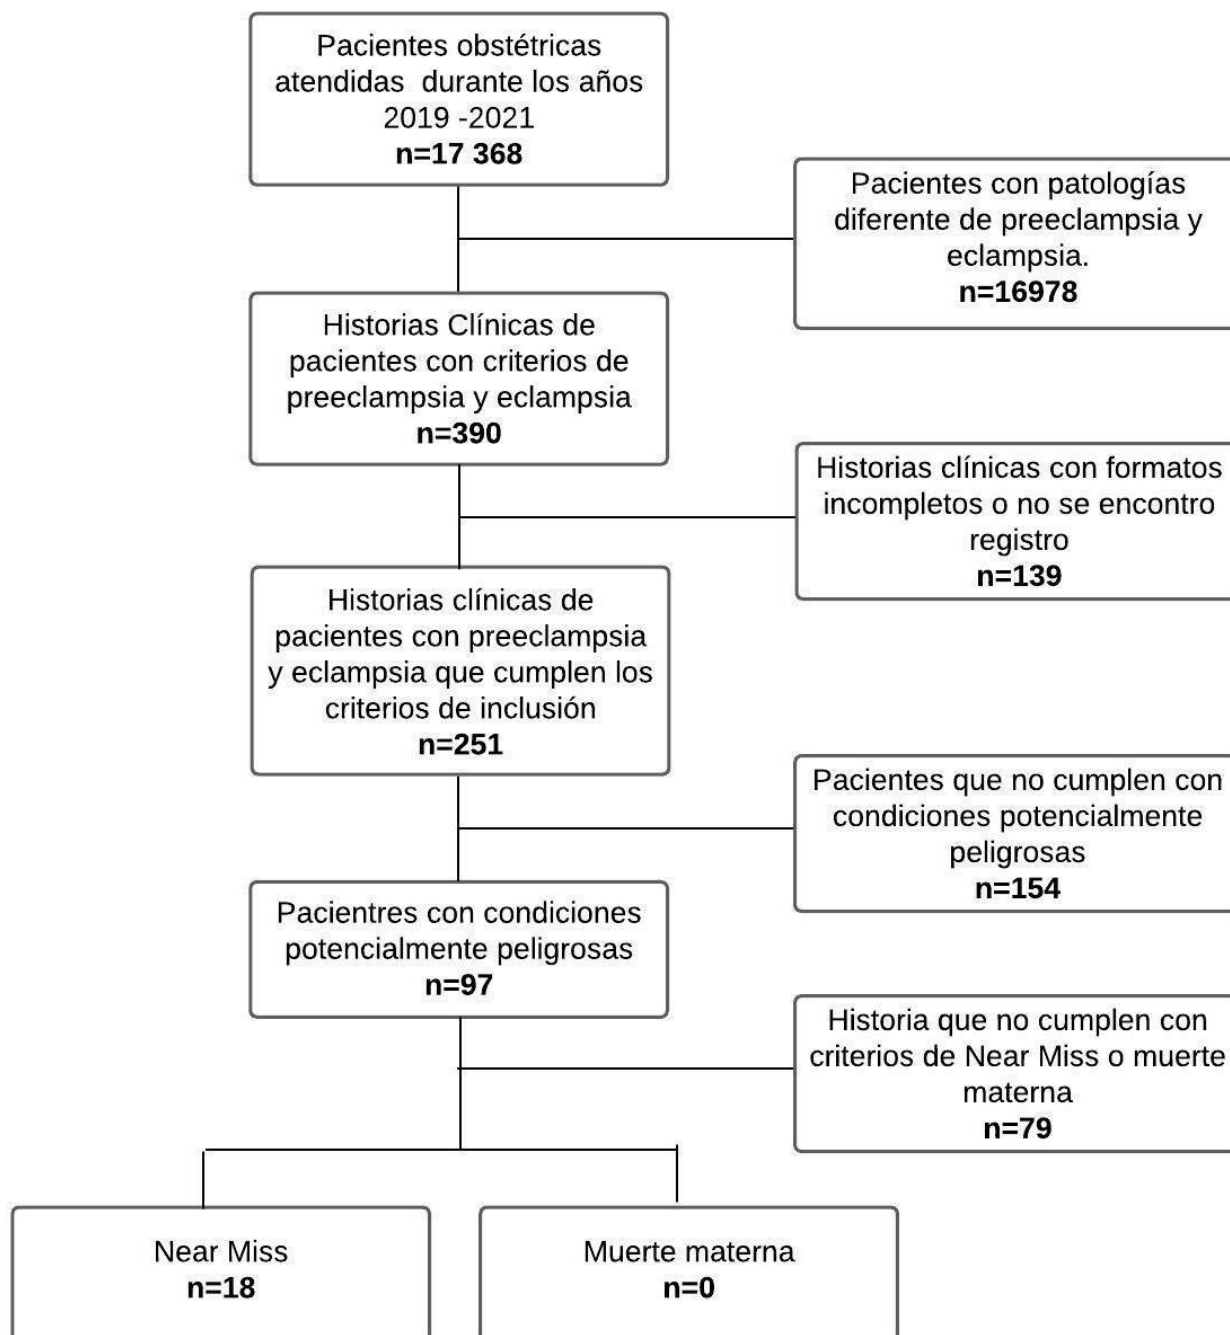 Pacientes obstétricas
atendidas durante los años
2019 -2021
n=17 368
Pacientes con patologías
diferente de preeclampsia y
eclampsia.
n=16978
Historias Clínicas de
pacientes con criterios de
preeclampsia y eclampsia
n=390
Historias clínicas con formatos
incompletos o no se encontro
registro
n=139
Historias clínicas de
pacientes con preeclampsia
y eclampsia que cumplen los
criterios de inclusión
n=251
Pacientes que no cumplen con
condiciones potencialmente
peligrosas
n=154
Pacientres con condiciones
potencialmente peligrosas
n=97
Historia que no cumplen con
criterios de Near Miss o muerte
materna
n=79
Near Miss
n=18
Muerte materna
n=0